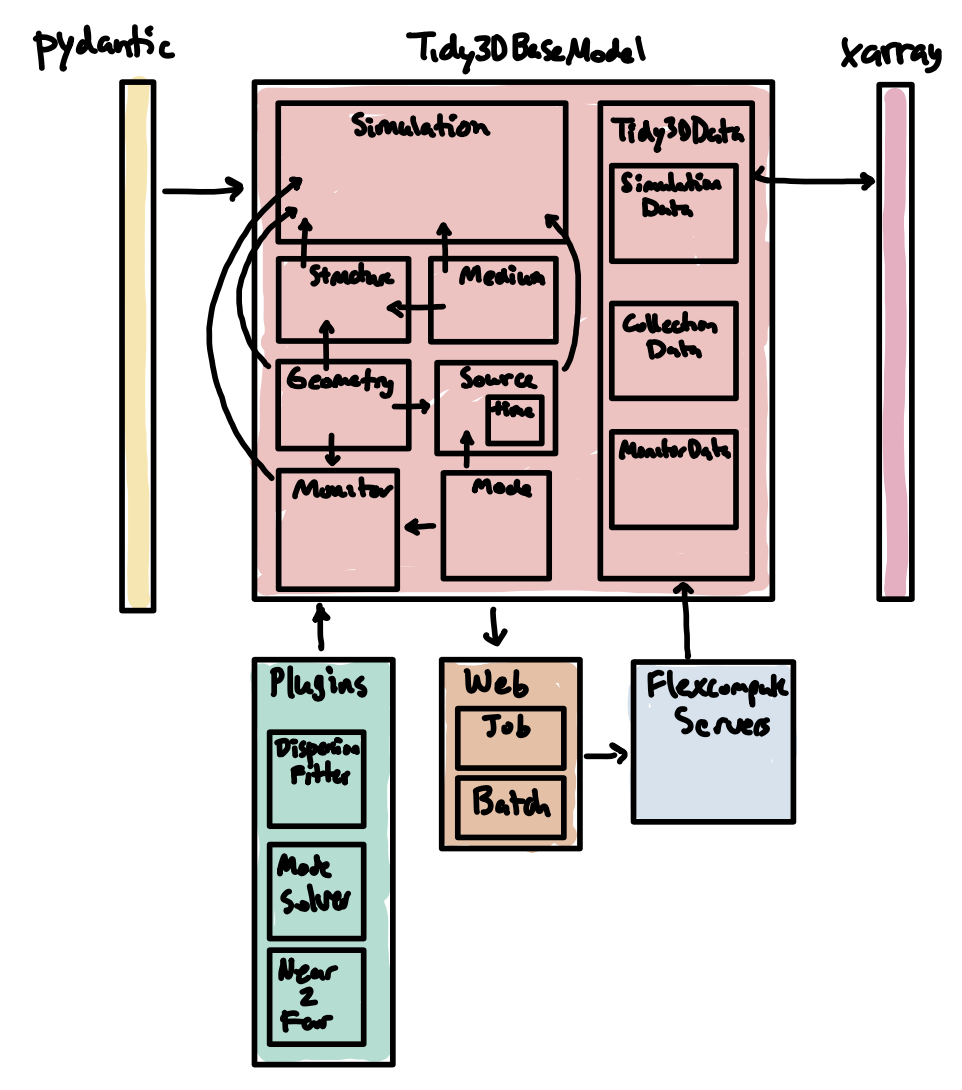 pydantic
Tidy3DBaseModel
xarray
Simulation
Tidy3DData
Simulation
Data
Structure
Medium
Collection
Data
Geometry
Source
time
MonitorData
Monitor
Mode
Plugins
Web
Flexcompute
Servers
Job
Dispersion
Fitter
Batch
Mode
Solver
Near
2
Far